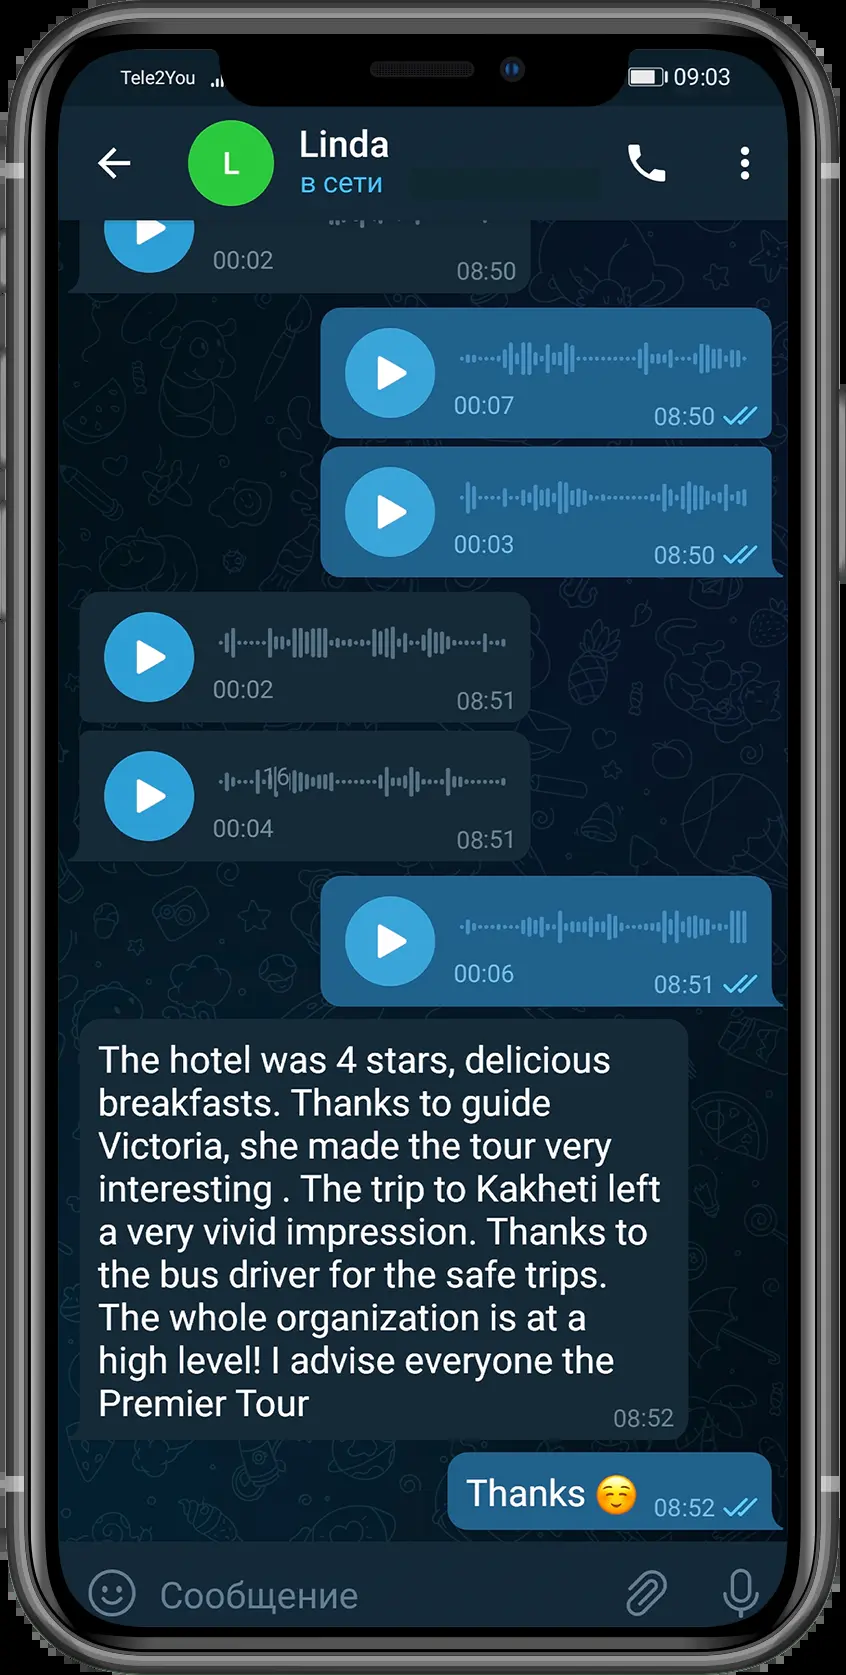 Tele2You
09:03
L
Linda
в сети
00:02
08:50
00:07
08:50
00:03
08:50
00:02
08:51
16
00:04
08:51
00:06
08:51
The hotel was 4 stars, delicious
breakfasts. Thanks to guide
Victoria, she made the tour very
interesting . The trip to Kakheti left
a very vivid impression. Thanks to
the bus driver for the safe trips.
The whole organization is at a
high level! I advise everyone the
Premier Tour
08:52
Thanks ☺️ 08:52
Сообщение